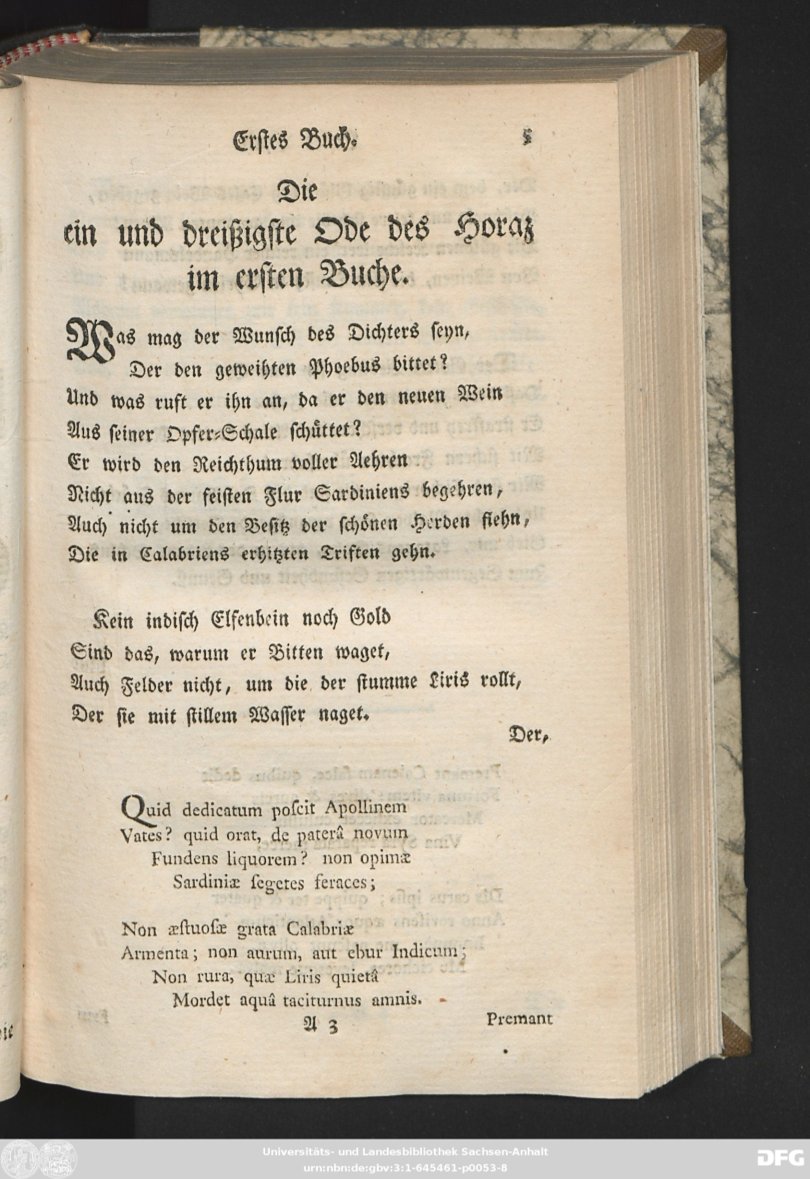 Erstes Buch. 5
Die
ein und dreißigste Ode des Horaz
im ersten Buche.
Was mag der Wunsch des Dichters seyn,
Der den geweihten Phoebus bittet?
Und was ruft er ihn an, da er den neuen Wein
Aus seiner Opfer-Schale schüttet?
Er wird den Reichthum voller Aehren
Nicht aus der feisten Flur Sardiniens begehren,
Auch nicht um den Besitz der schönen Herden flehn,
Die in Calabriens erhitzten Triften gehn.
Kein indisch Elfenbein noch Gold
Sind das, warum er Bitten waget,
Auch Felder nicht, um die der stumme Liris rollt,
Der sie mit stillem Wasser naget.
Der,
Quid dedicatum poscit Apollinem
Vates? quid orat, de paterâ novum
Fundens liquorem? non opimæ
Sardiniæ segetes feraces;
Non æstuosæ grata Calabriæ
Armenta; non aurum, aut ebur Indicum;
Non rura, quæ Liris quietâ
Mordet aquâ taciturnus amnis.
A 3 Premant
Universitäts- und Landesbibliothek Sachsen-Anhalt
urn:nbn:de:gbv:3:1-645461-p0053-8
DFG